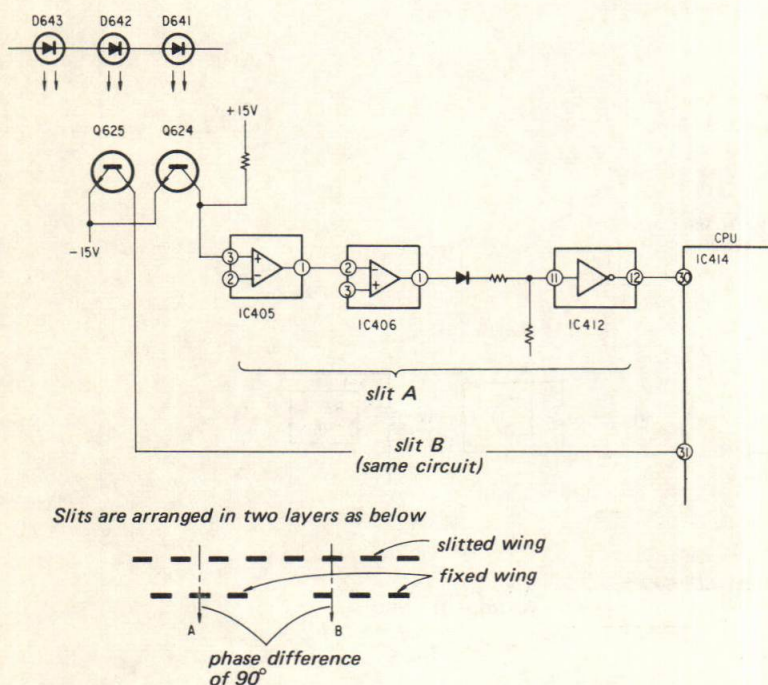 D643 D642 D641
+15V
Q625 Q624
-15V
CPU
IC414
3 + 2 - 1
2 - 3 + 1
11 12 30
IC405 IC406 IC412
slit A
slit B
(same circuit)
31
Slits are arranged in two layers as below
slitted wing
fixed wing
A B
phase difference
of 90°